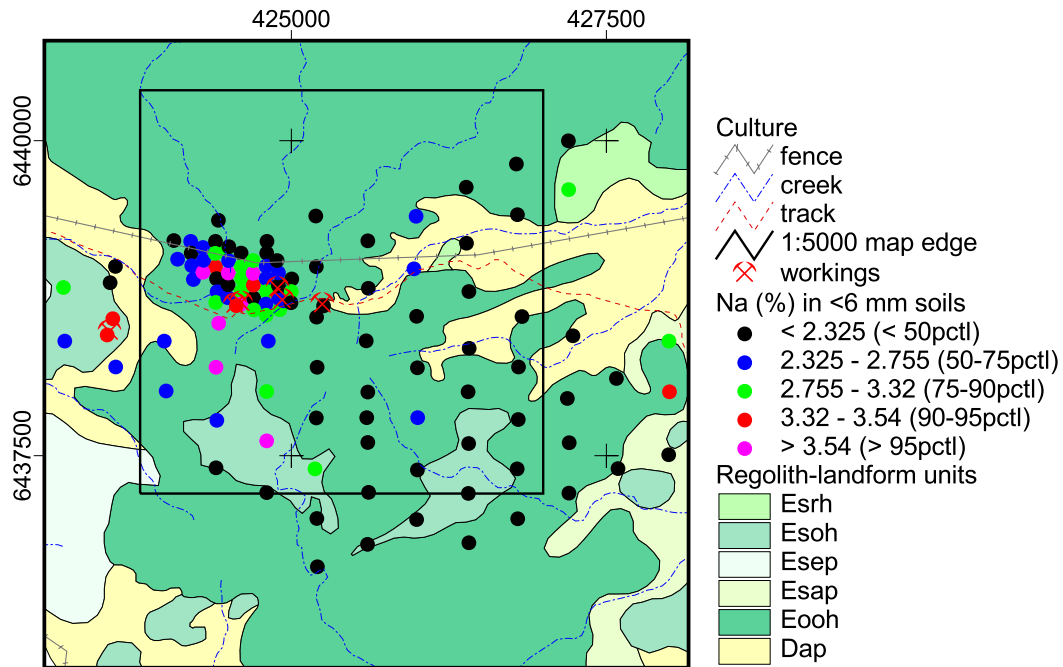 425000
427500
6440000
6437500
Culture
fence
creek
track
1:5000 map edge
workings
Na (%) in <6 mm soils
< 2.325 (< 50pctl)
2.325 - 2.755 (50-75pctl)
2.755 - 3.32 (75-90pctl)
3.32 - 3.54 (90-95pctl)
> 3.54 (> 95pctl)
Regolith-landform units
Esrh
Esoh
Esep
Esap
Eooh
Dap